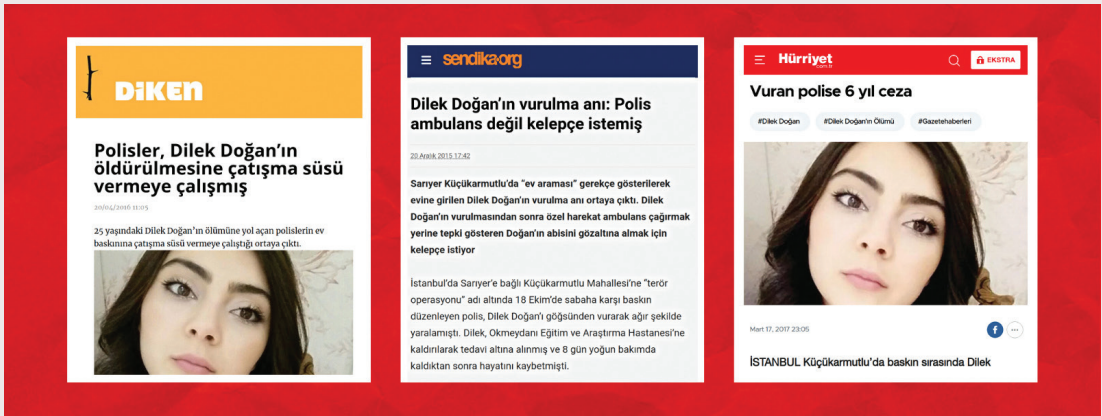 DiKEN
Polisler, Dilek Doğan’ın
öldürülmesine çatışma süsü
vermeye çalışmış
20/04/2016 11:05
25 yaşındaki Dilek Doğan’ın ölümüne yol açan polislerin ev
baskınına çatışma süsü vermeye çalıştığı ortaya çıktı.
sendika.org
Dilek Doğan’ın vurulma anı: Polis
ambulans değil kelepçe istemiş
20 Aralık 2015 17:42
Sarıyer Küçükarmutlu’da “ev araması” gerekçe gösterilerek
evine girilen Dilek Doğan’ın vurulma anı ortaya çıktı. Dilek
Doğan’ın vurulmasından sonra özel harekat ambulans çağırmak
yerine tepki gösteren Doğan’ın abisini gözaltına almak için
kelepçe istiyor
İstanbul’da Sarıyer’e bağlı Küçükarmutlu Mahallesi’ne “terör
operasyonu” adı altında 18 Ekim’de sabaha karşı baskın
düzenleyen polis, Dilek Doğan’ı göğsünden vurarak ağır şekilde
yaralamıştı. Dilek, Okmeydanı Eğitim ve Araştırma Hastanesi’ne
kaldırılarak tedavi altına alınmış ve 8 gün yoğun bakımda
kaldıktan sonra hayatını kaybetmişti.
Hürriyet
.com.tr
EKSTRA
Vuran polise 6 yıl ceza
#Dilek Doğan #Dilek Doğan'ın Ölümü #Gazetehaberleri
Mart 17, 2017 23:05
f
İSTANBUL Küçükarmutlu’da baskın sırasında Dilek